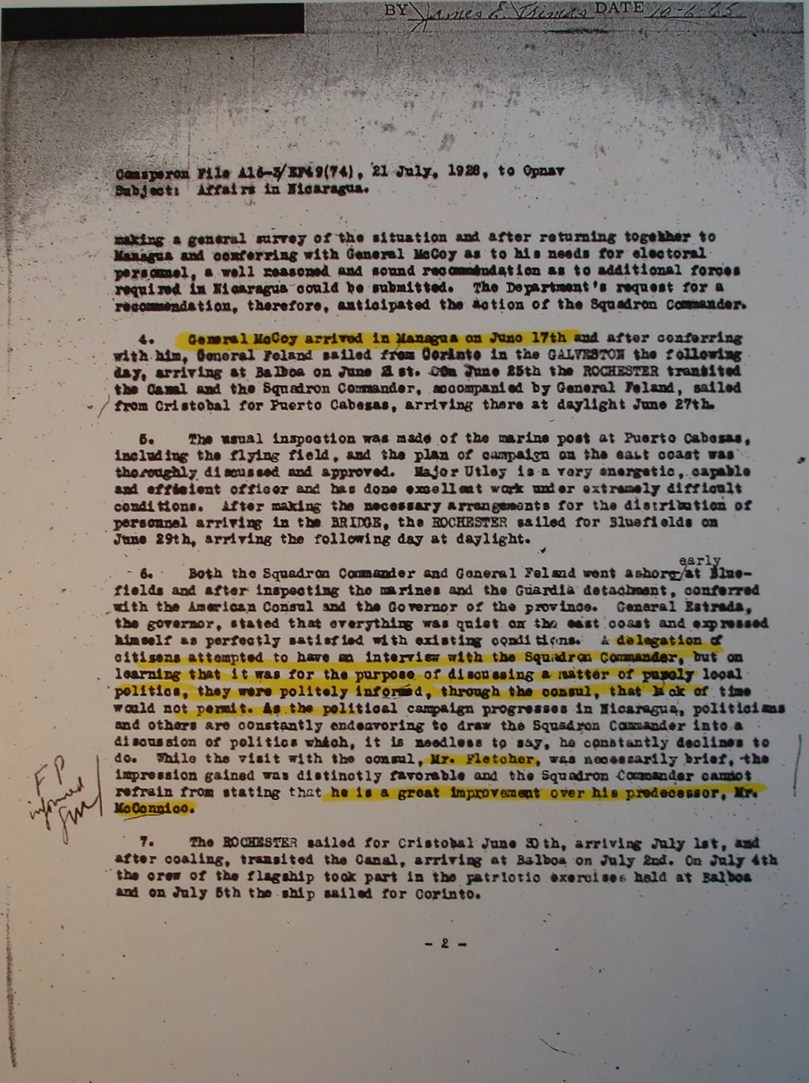 BY James E. Primas DATE 10-6-65
Comsperon File A16-3/EF49(74), 21 July, 1928, to Opnav
Subject: Affairs in Nicaragua.
making a general survey of the situation and after returning together to
Managua and conferring with General McCoy as to his needs for electoral
personnel, a well reasoned and sound recommendation as to additional forces
required in Nicaragua could be submitted. The Department's request for a
recommendation, therefore, anticipated the action of the Squadron Commander.
4. General McCoy arrived in Managua on June 17th and after conferring
with him, General Feland sailed from Corinto in the GALVESTON the following
day, arriving at Balboa on June 21st. On June 25th the ROCHESTER transited
the Canal and the Squadron Commander, accompanied by General Feland, sailed
from Cristobal for Puerto Cabezas, arriving there at daylight June 27th.
5. The usual inspection was made of the marine post at Puerto Cabezas,
including the flying field, and the plan of campaign on the east coast was
thoroughly discussed and approved. Major Utley is a very energetic, capable
and efficient officer and has done excellent work under extremely difficult
conditions. After making the necessary arrangements for the distribution of
personnel arriving in the BRIDGE, the ROCHESTER sailed for Bluefields on
June 29th, arriving the following day at daylight.
early
6. Both the Squadron Commander and General Feland went ashore/at Blue-
fields and after inspecting the marines and the Guardia detachment, conferred
with the American Consul and the Governor of the province. General Estrada,
the governor, stated that everything was quiet on the east coast and expressed
himself as perfectly satisfied with existing conditions. A delegation of
citizens attempted to have an interview with the Squadron Commander, but on
learning that it was for the purpose of discussing a matter of purely local
politics, they were politely informed, through the consul, that lack of time
would not permit. As the political campaign progresses in Nicaragua, politicians
and others are constantly endeavoring to draw the Squadron Commander into a
discussion of politics which, it is needless to say, he constantly declines to
do. While the visit with the consul, Mr. Fletcher, was necessarily brief, the
impression gained was distinctly favorable and the Squadron Commander cannot
refrain from stating that he is a great improvement over his predecessor, Mr.
McConnico.
FP
informed
7. The ROCHESTER sailed for Cristobal June 30th, arriving July 1st, and
after coaling, transited the Canal, arriving at Balboa on July 2nd. On July 4th
the crew of the flagship took part in the patriotic exercises held at Balboa
and on July 5th the ship sailed for Corinto.
- 2 -